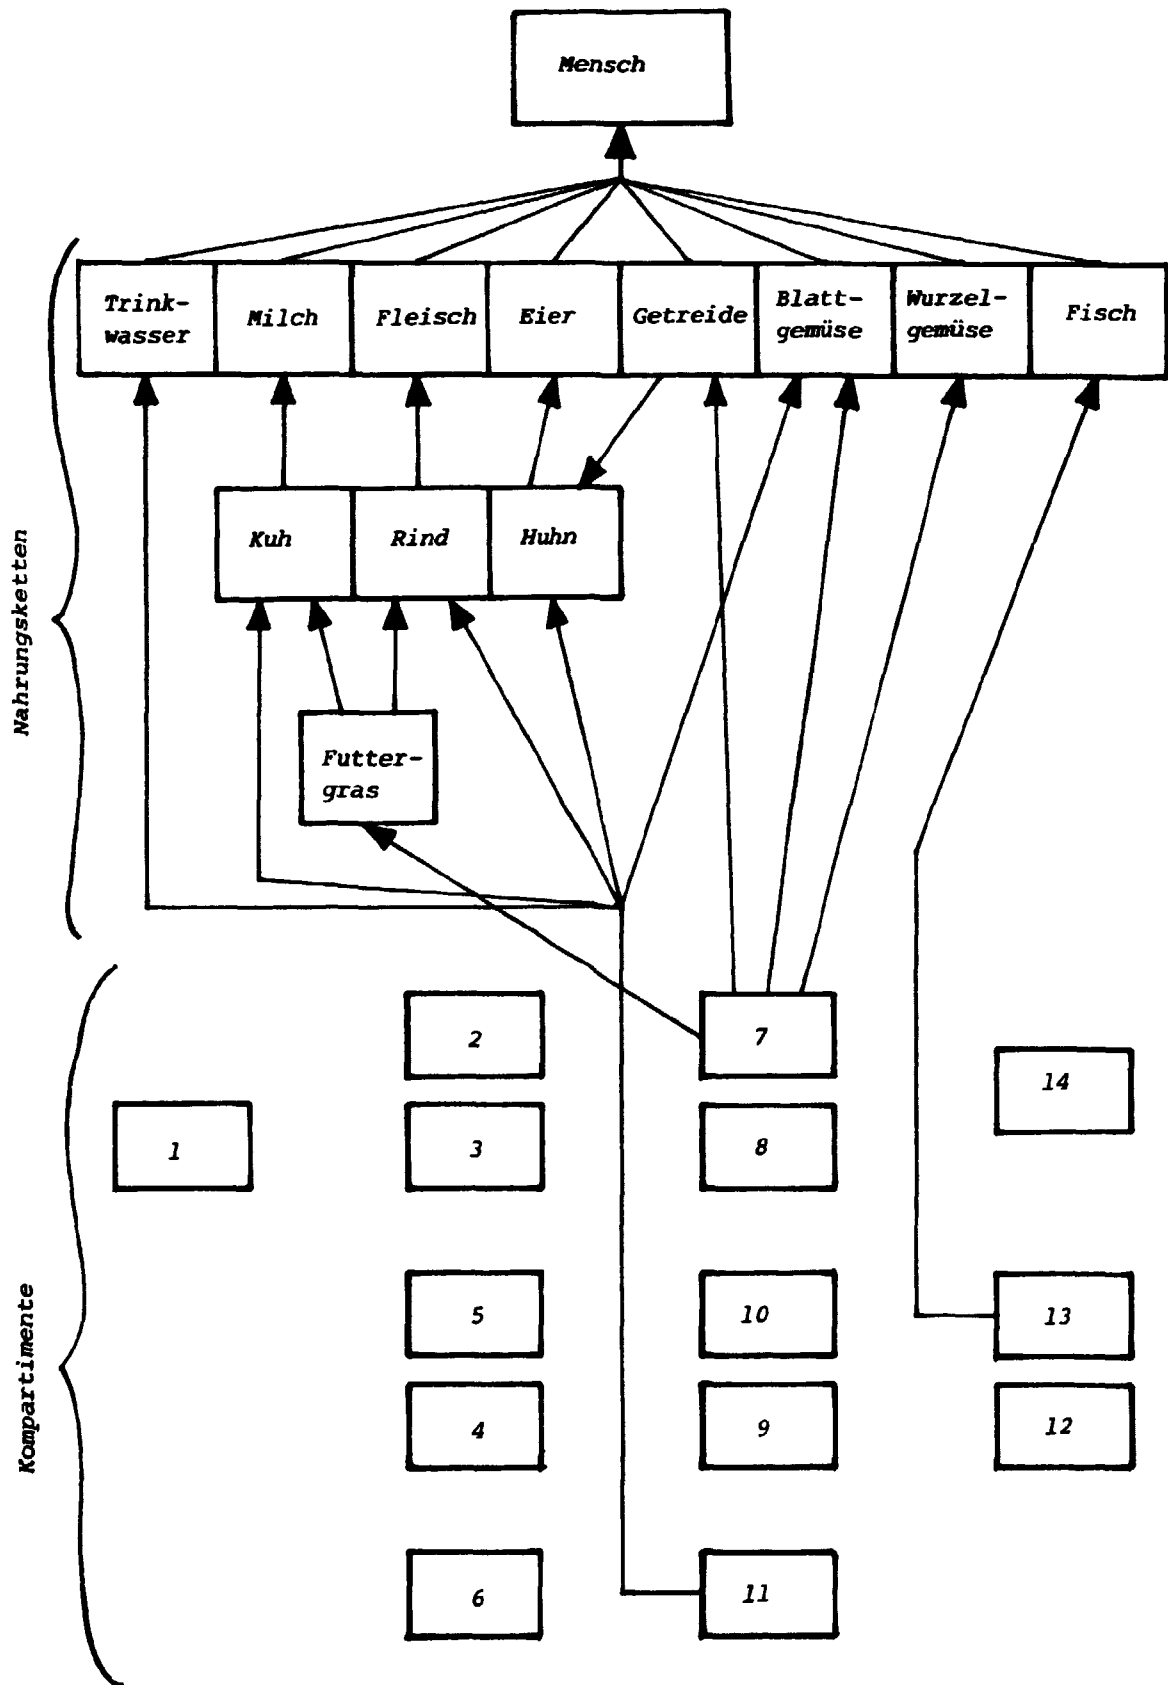 Mensch
Trink-
wasser
Milch
Fleisch
Eier
Getreide
Blatt-
gemüse
Wurzel-
gemüse
Fisch
Kuh
Rind
Huhn
Nahrungsketten
Futter-
gras
2
7
14
1
3
8
5
10
13
Kompartimente
4
9
12
6
11